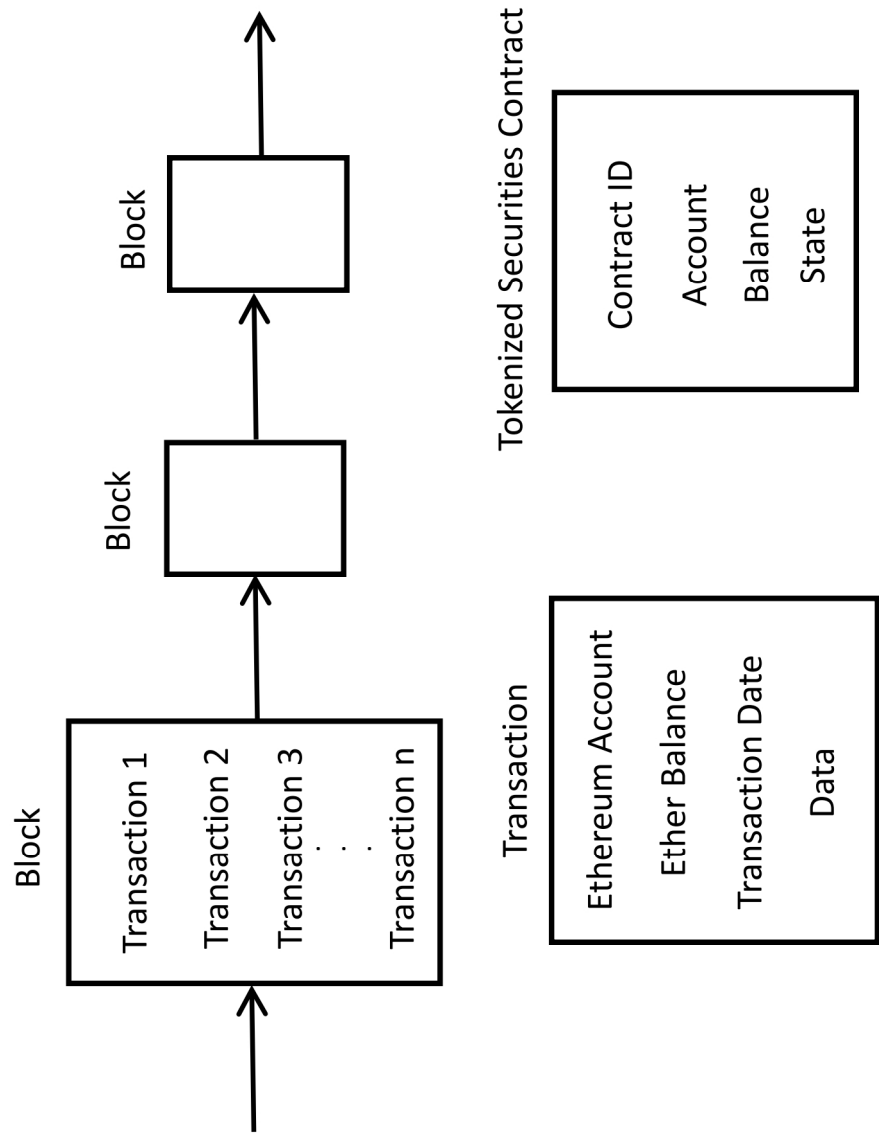 Block
Transaction 1
Transaction 2
Transaction 3
. . .
Transaction n
Block
Block
Transaction
Ethereum Account
Ether Balance
Transaction Date
Data
Tokenized Securities Contract
Contract ID
Account
Balance
State